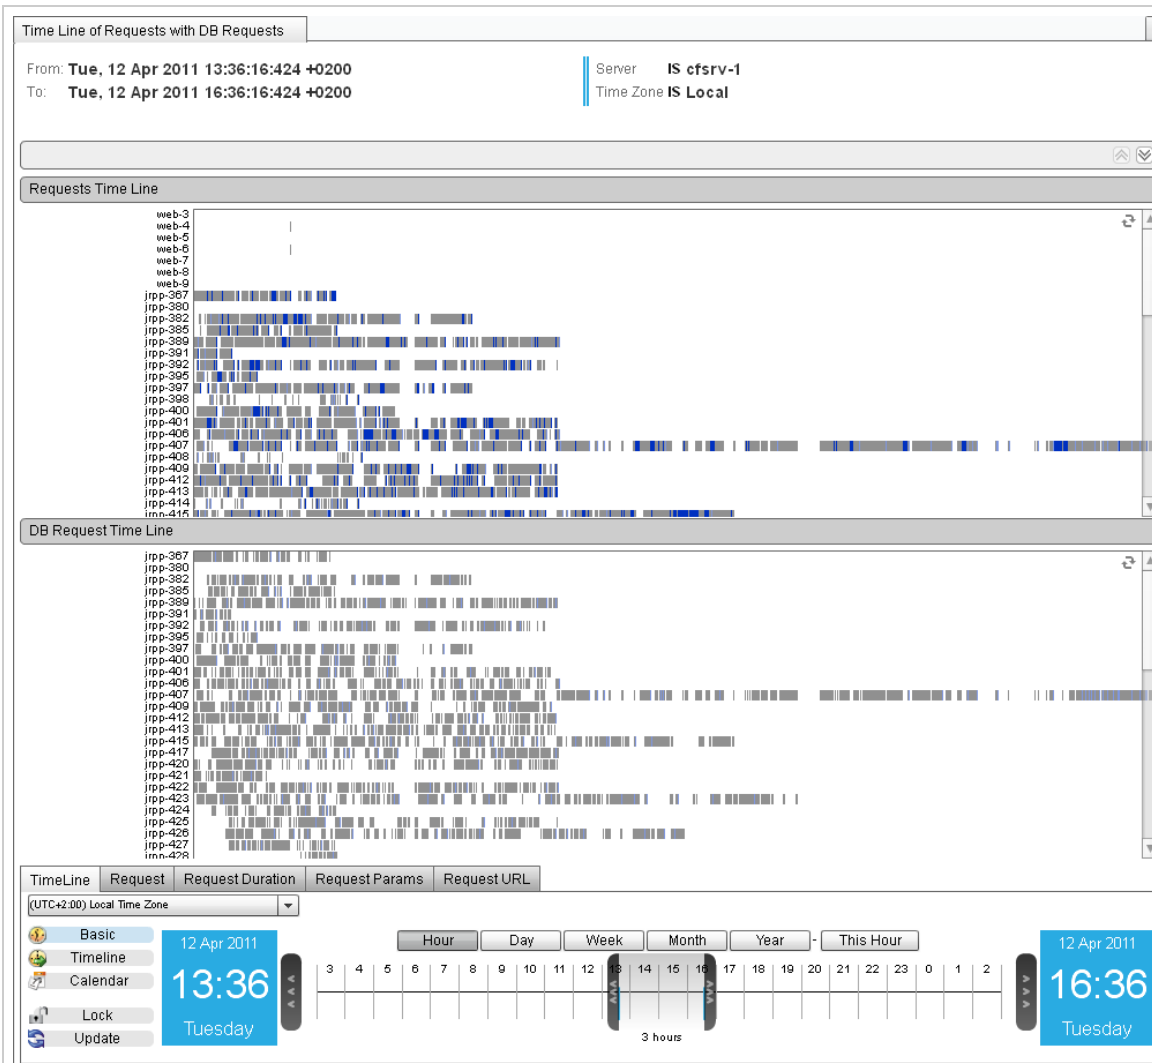 Time Line of Requests with DB Requests
From: Tue, 12 Apr 2011 13:36:16:424 +0200
To: Tue, 12 Apr 2011 16:36:16:424 +0200
Server IS cfsrv-1
Time Zone IS Local
Requests Time Line
web-3
web-4
web-5
web-6
web-7
web-8
web-9
jrpp-367
jrpp-380
jrpp-382
jrpp-385
jrpp-389
jrpp-391
jrpp-392
jrpp-395
jrpp-397
jrpp-398
jrpp-400
jrpp-401
jrpp-406
jrpp-407
jrpp-408
jrpp-409
jrpp-412
jrpp-413
jrpp-414
jrpp-415
DB Request Time Line
jrpp-367
jrpp-380
jrpp-382
jrpp-385
jrpp-389
jrpp-391
jrpp-392
jrpp-395
jrpp-397
jrpp-400
jrpp-401
jrpp-406
jrpp-407
jrpp-409
jrpp-412
jrpp-413
jrpp-415
jrpp-417
jrpp-420
jrpp-421
jrpp-422
jrpp-423
jrpp-424
jrpp-425
jrpp-426
jrpp-427
jrpp-428
TimeLine Request Request Duration Request Params Request URL
(UTC+2:00) Local Time Zone
Basic
Timeline
Calendar
Lock
Update
12 Apr 2011
13:36
Tuesday
Hour Day Week Month Year - This Hour
3 4 5 6 7 8 9 10 11 12 13 14 15 16 17 18 19 20 21 22 23 0 1 2
3 hours
12 Apr 2011
16:36
Tuesday